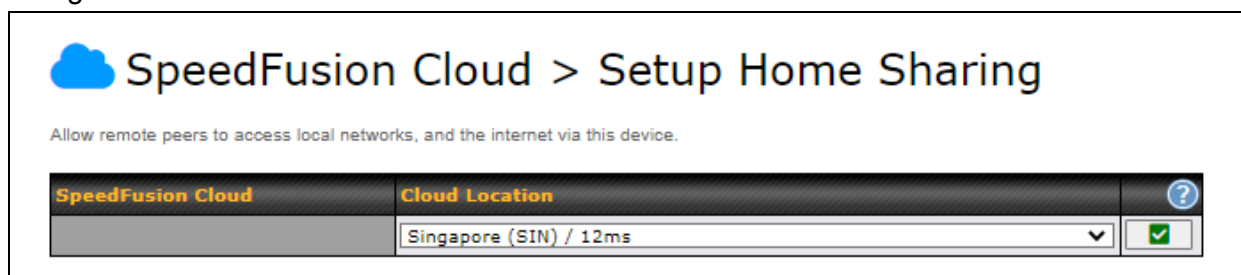 SpeedFusion Cloud > Setup Home Sharing
Allow remote peers to access local networks, and the internet via this device.
SpeedFusion Cloud Cloud Location ?
Singapore (SIN) / 12ms